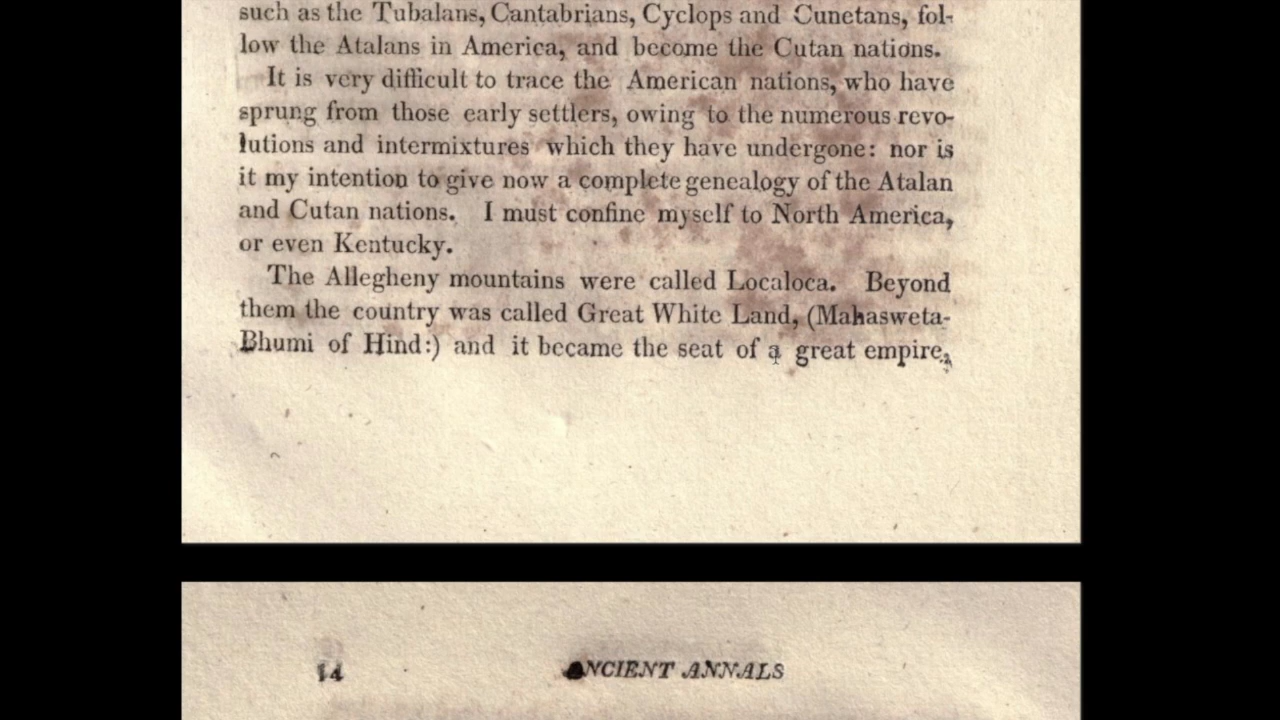 such as the Tubalans, Cantabrians, Cyclops and Cunetans, fol-
low the Atalans in America, and become the Cutan nations.
It is very difficult to trace the American nations, who have
sprung from those early settlers, owing to the numerous revo-
lutions and intermixtures which they have undergone: nor is
it my intention to give now a complete genealogy of the Atalan
and Cutan nations. I must confine myself to North America,
or even Kentucky.
The Allegheny mountains were called Localoca. Beyond
them the country was called Great White Land, (Mahasweta-
Bhumi of Hind:) and it became the seat of a great empire,
14 ANCIENT ANNALS